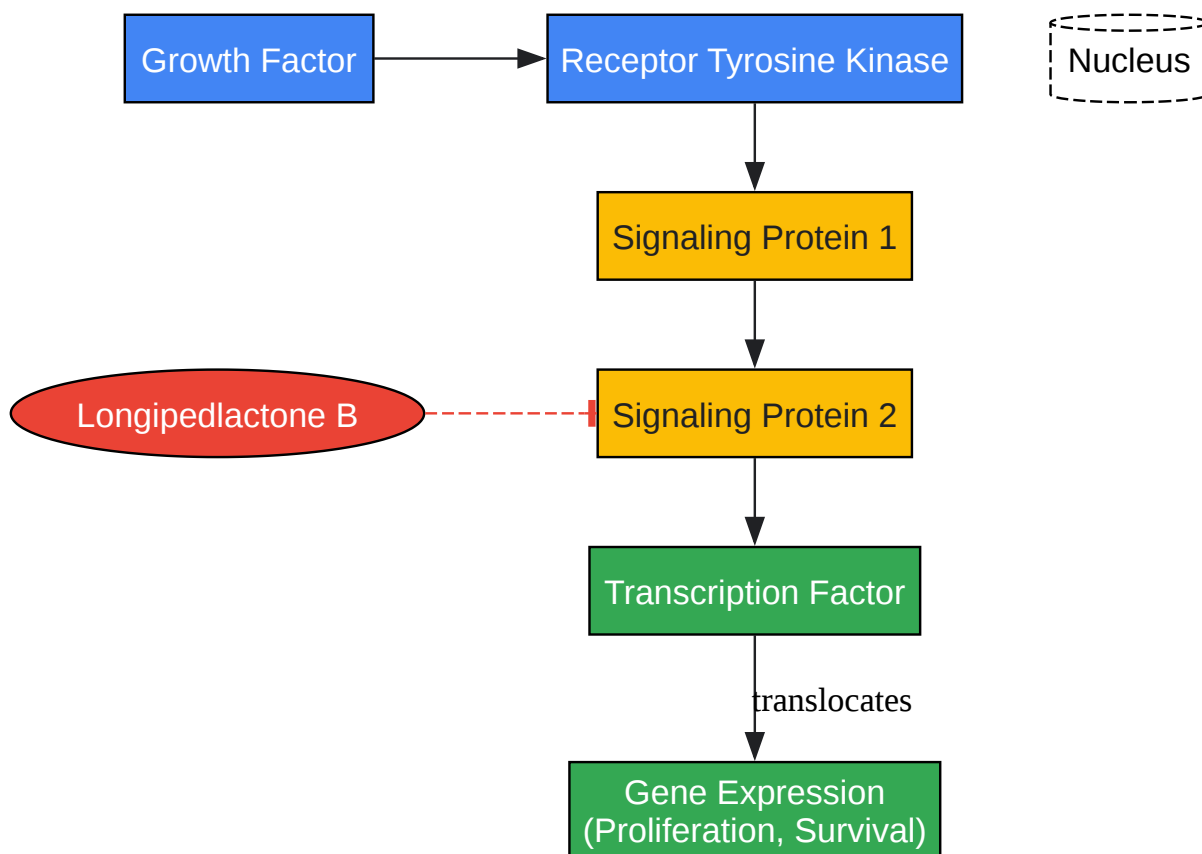 Growth Factor
Receptor Tyrosine Kinase
Nucleus
Signaling Protein 1
Longipedlactone B
Signaling Protein 2
Transcription Factor
translocates
Gene Expression
(Proliferation, Survival)